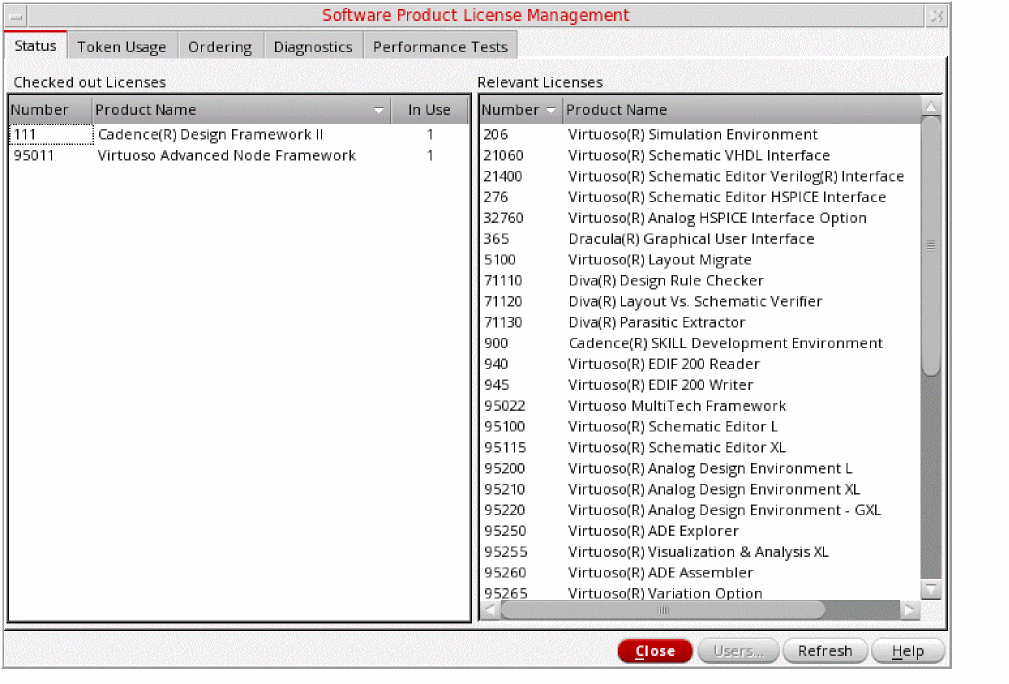 Software Product License Management
Status Token Usage Ordering Diagnostics Performance Tests
Checked out Licenses
Number Product Name In Use
111 Cadence(R) Design Framework II 1
95011 Virtuoso Advanced Node Framework 1
Relevant Licenses
Number Product Name
206 Virtuoso(R) Simulation Environment
21060 Virtuoso(R) Schematic VHDL Interface
21400 Virtuoso(R) Schematic Editor Verilog(R) Interface
276 Virtuoso(R) Schematic Editor HSPICE Interface
32760 Virtuoso(R) Analog HSPICE Interface Option
365 Dracula(R) Graphical User Interface
5100 Virtuoso(R) Layout Migrate
71110 Diva(R) Design Rule Checker
71120 Diva(R) Layout Vs. Schematic Verifier
71130 Diva(R) Parasitic Extractor
900 Cadence(R) SKILL Development Environment
940 Virtuoso(R) EDIF 200 Reader
945 Virtuoso(R) EDIF 200 Writer
95022 Virtuoso MultiTech Framework
95100 Virtuoso(R) Schematic Editor L
95115 Virtuoso(R) Schematic Editor XL
95200 Virtuoso(R) Analog Design Environment L
95210 Virtuoso(R) Analog Design Environment XL
95220 Virtuoso(R) Analog Design Environment - GXL
95250 Virtuoso(R) ADE Explorer
95255 Virtuoso(R) Visualization & Analysis XL
95260 Virtuoso(R) ADE Assembler
95265 Virtuoso(R) Variation Option
Close Users... Refresh Help